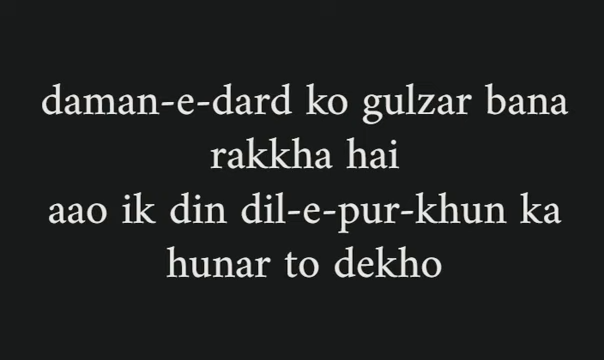 daman-e-dard ko gulzar bana
rakkha hai
aao ik din dil-e-pur-khun ka
hunar to dekho